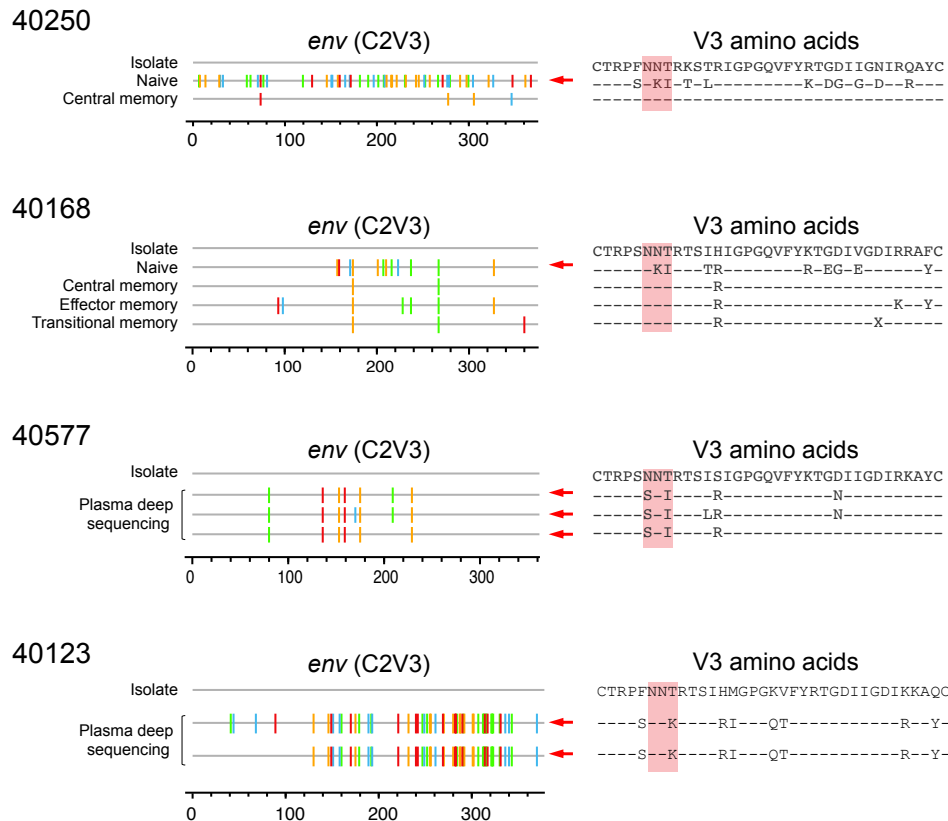 40250
env (C2V3)
V3 amino acids
Isolate
CTRPFNNTRKSTRIGPGQVFYRTGDIIGNIRQAYC
Naive
---S-KI--T-L-------K-DG-G-D--R----
Central memory
-----------------------------------
0 100 200 300
40168
env (C2V3)
V3 amino acids
Isolate
CTRPSNNTRTSIHIGPGQVFYKTGDIVGDIRRAFC
Naive
------KI---TR--------R-EG-E------Y-
Central memory
------------R----------------------
Effector memory
------------R-----------------K--Y-
Transitional memory
------------R---------------X------
0 100 200 300
40577
env (C2V3)
V3 amino acids
Isolate
CTRPSNNTRTSISIGPGQVFYKTGDIIGDIRKAYC
Plasma deep
sequencing
-----S-I----R-----------N----------
-----S-I---LR-----------N----------
-----S-I----R----------------------
0 100 200 300
40123
env (C2V3)
V3 amino acids
Isolate
CTRPFNNTRTSIHMGPGKVFYRTGDIIGDIKKAQC
Plasma deep
sequencing
----S--K----RI---QT-----------R--Y-
----S--K----RI---QT-----------R--Y-
0 100 200 300